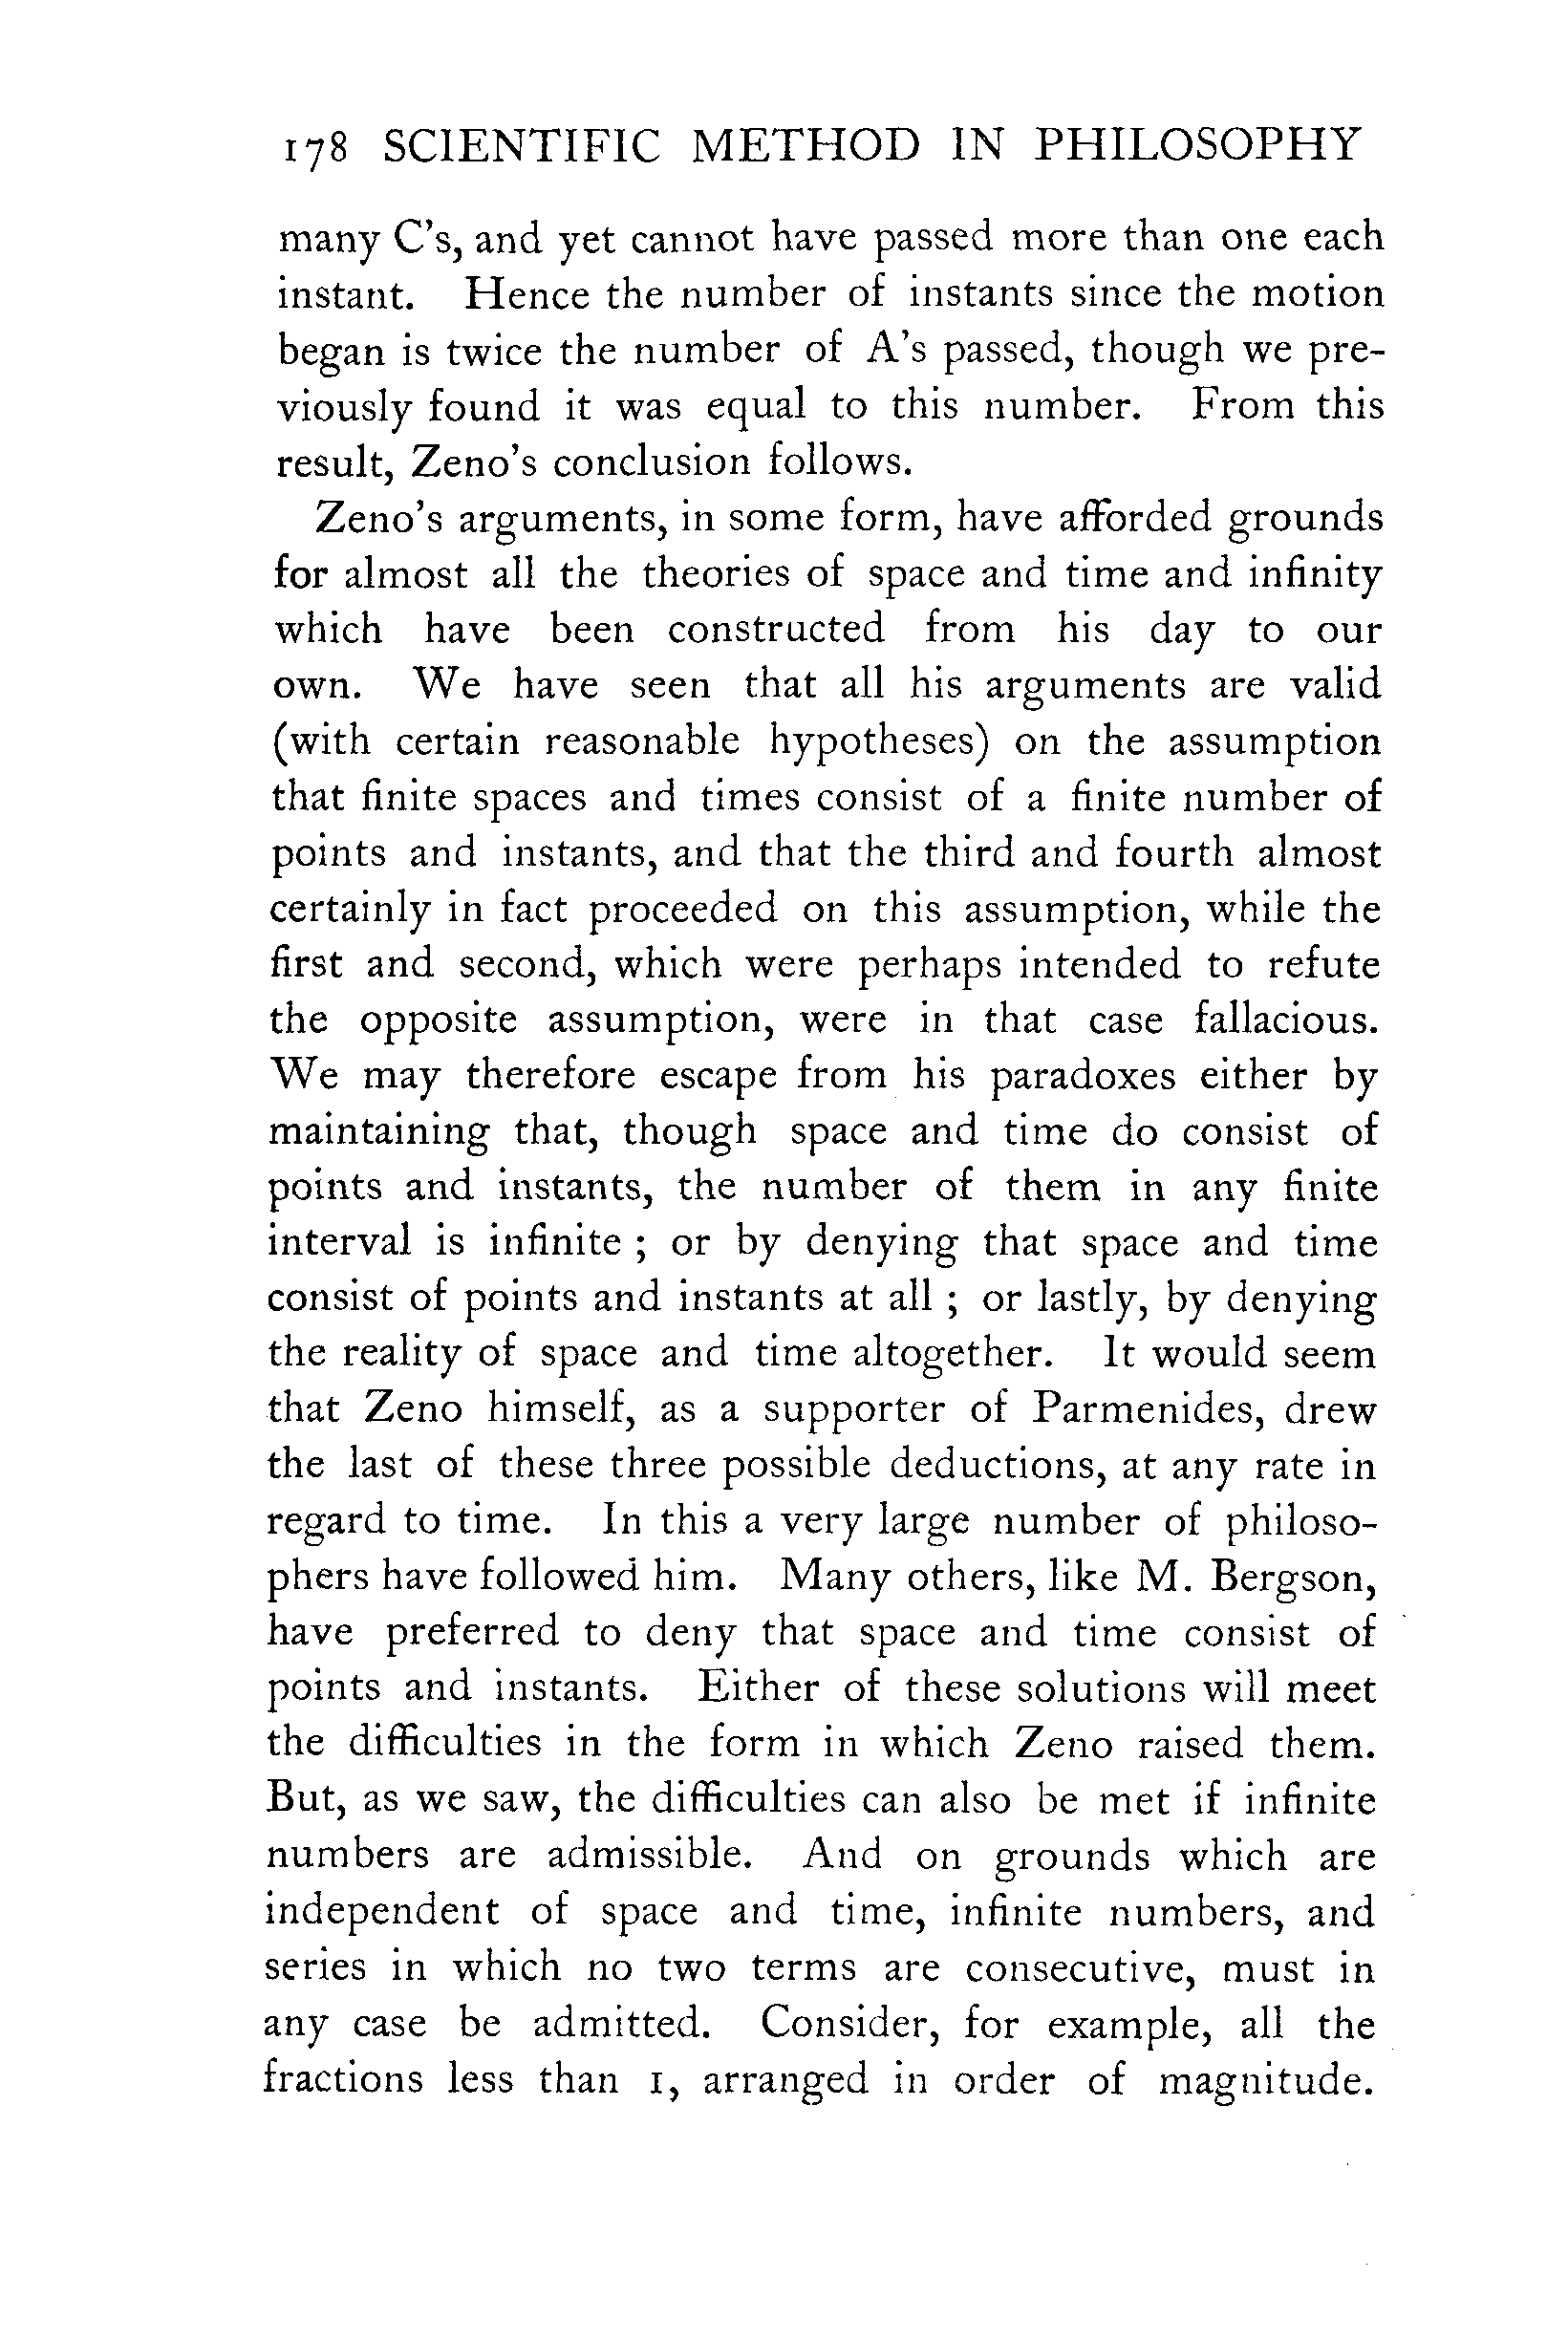 178 SCIENTIFIC METHOD IN PHILOSOPHY
many C's, and yet cannot have passed more than one each
instant. Hence the number of instants since the motion
began is twice the number of A's passed, though we pre-
viously found it was equal to this number. From this
result, Zeno's conclusion follows.
Zeno's arguments, in some form, have afforded grounds
for almost all the theories of space and time and infinity
which have been constructed from his day to our
own. We have seen that all his arguments are valid
(with certain reasonable hypotheses) on the assumption
that finite spaces and times consist of a finite number of
points and instants, and that the third and fourth almost
certainly in fact proceeded on this assumption, while the
first and second, which were perhaps intended to refute
the opposite assumption, were in that case fallacious.
We may therefore escape from his paradoxes either by
maintaining that, though space and time do consist of
points and instants, the number of them in any finite
interval is infinite ; or by denying that space and time
consist of points and instants at all ; or lastly, by denying
the reality of space and time altogether. It would seem
that Zeno himself, as a supporter of Parmenides, drew
the last of these three possible deductions, at any rate in
regard to time. In this a very large number of philoso-
phers have followed him. Many others, like M. Bergson,
have preferred to deny that space and time consist of
points and instants. Either of these solutions will meet
the difficulties in the form in which Zeno raised them.
But, as we saw, the difficulties can also be met if infinite
numbers are admissible. And on grounds which are
independent of space and time, infinite numbers, and
series in which no two terms are consecutive, must in
any case be admitted. Consider, for example, all the
fractions less than 1, arranged in order of magnitude.